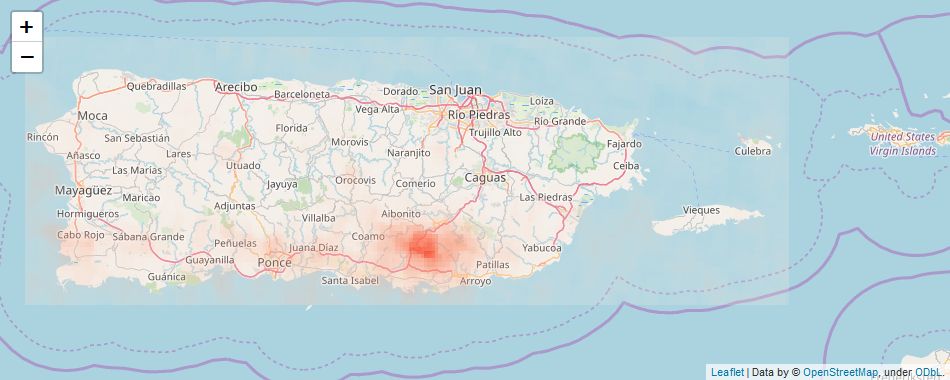 +
−
Quebradillas
Arecibo
Barceloneta
Dorado
San Juan
Loíza
Moca
Vega Alta
Río Piedras
Río Grande
Rincón
San Sebastián
Florida
Morovis
Trujillo Alto
Fajardo
United States
Virgin Islands
Añasco
Lares
Naranjito
Culebra
Las Marías
Utuado
Ceiba
Mayagüez
Maricao
Jayuya
Orocovis
Comerío
Caguas
Las Piedras
Hormigueros
Adjuntas
Villalba
Aibonito
Vieques
Cabo Rojo
Sábana Grande
Peñuelas
Juana Díaz
Coamo
Yabucoa
Guayanilla
Ponce
Patillas
Guánica
Santa Isabel
Arroyo
Leaflet | Data by © OpenStreetMap, under ODbL.